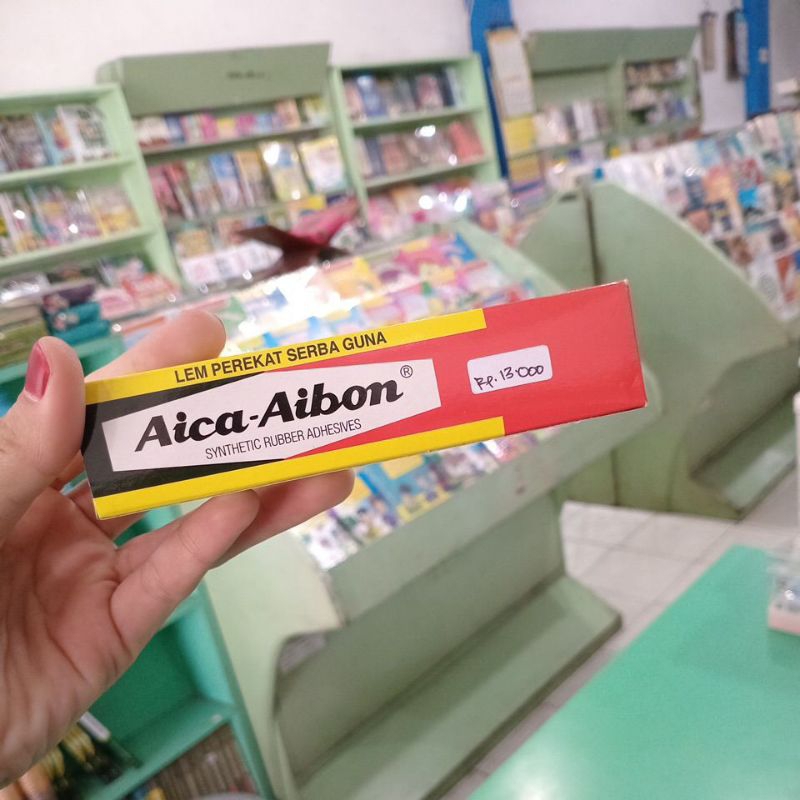 LEM PEREKAT SERBA GUNA
Aica-Aibon®
SYNTHETIC RUBBER ADHESIVES
Rp. 13.000